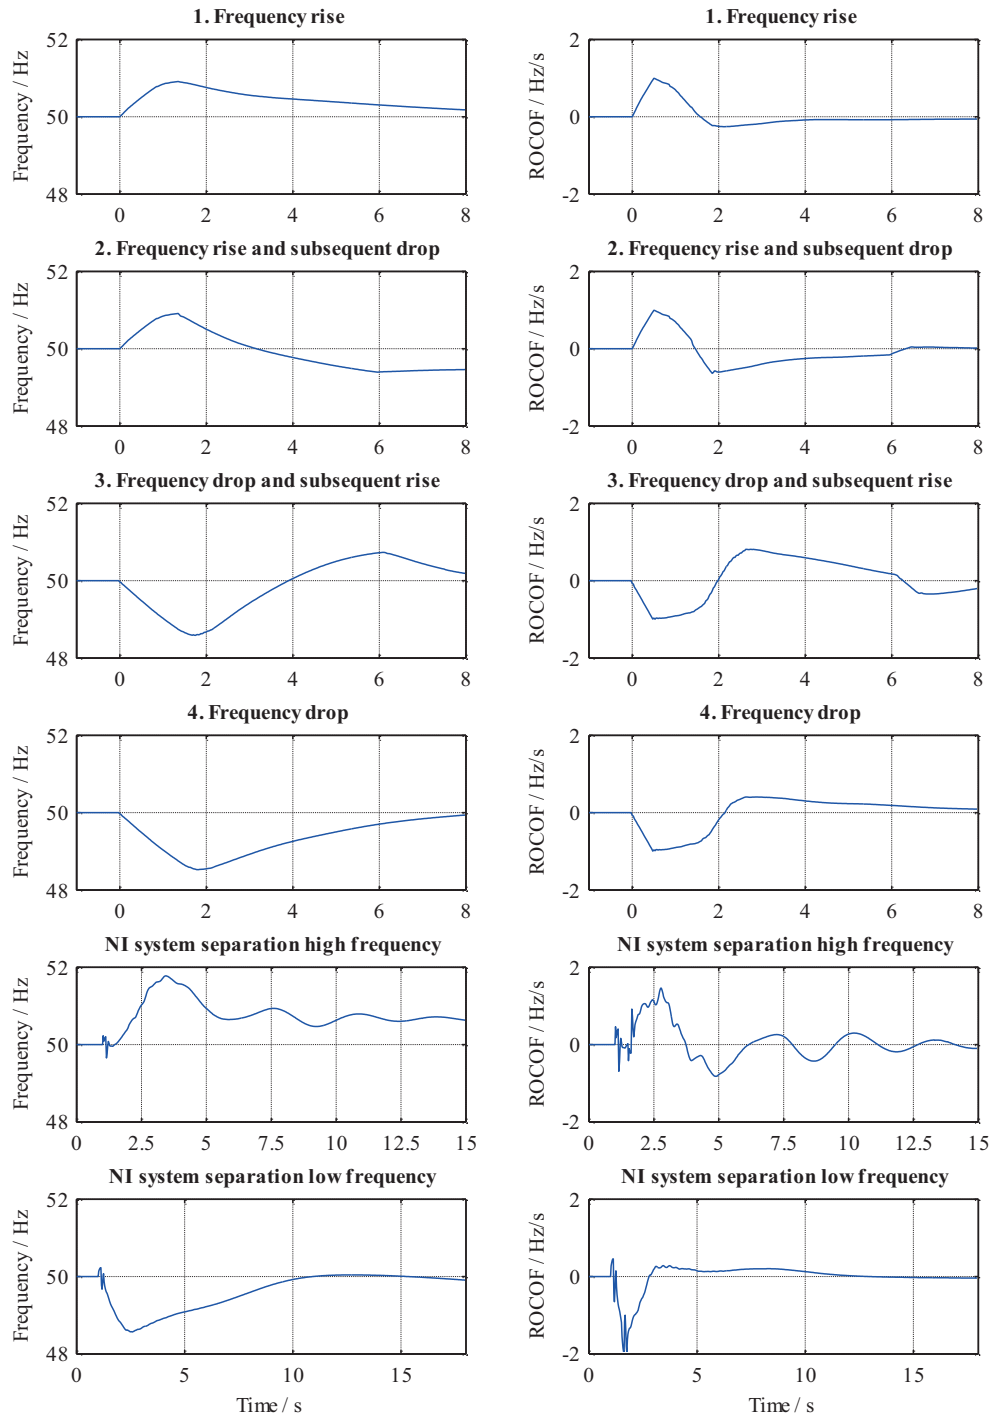 1. Frequency rise
52
50
48
Frequency / Hz
0 2 4 6 8
1. Frequency rise
2
0
-2
ROCOF / Hz/s
0 2 4 6 8
2. Frequency rise and subsequent drop
52
50
48
Frequency / Hz
0 2 4 6 8
2. Frequency rise and subsequent drop
2
0
-2
ROCOF / Hz/s
0 2 4 6 8
3. Frequency drop and subsequent rise
52
50
48
Frequency / Hz
0 2 4 6 8
3. Frequency drop and subsequent rise
2
0
-2
ROCOF / Hz/s
0 2 4 6 8
4. Frequency drop
52
50
48
Frequency / Hz
0 2 4 6 8
4. Frequency drop
2
0
-2
ROCOF / Hz/s
0 2 4 6 8
NI system separation high frequency
52
50
48
Frequency / Hz
0 2.5 5 7.5 10 12.5 15
NI system separation high frequency
2
0
-2
ROCOF / Hz/s
0 2.5 5 7.5 10 12.5 15
NI system separation low frequency
52
50
48
Frequency / Hz
0 5 10 15
Time / s
NI system separation low frequency
2
0
-2
ROCOF / Hz/s
0 5 10 15
Time / s